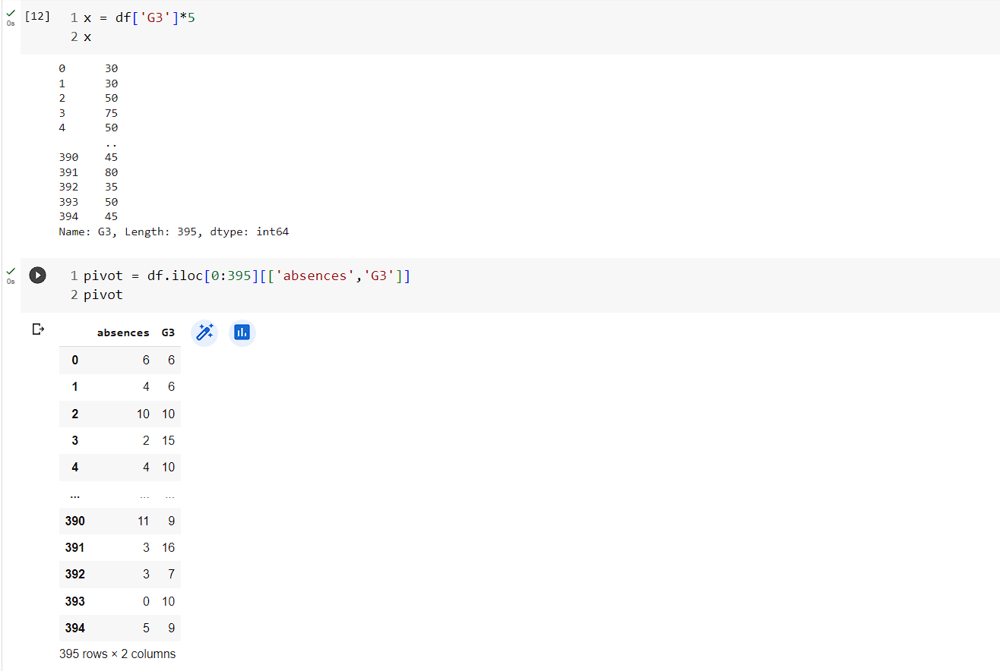 [12] 1 x = df['G3']*5
0s 2 x
0 30
1 30
2 50
3 75
4 50
..
390 45
391 80
392 35
393 50
394 45
Name: G3, Length: 395, dtype: int64
1 pivot = df.iloc[0:395][['absences','G3']]
0s 2 pivot
absences G3
0 6 6
1 4 6
2 10 10
3 2 15
4 4 10
... ... ...
390 11 9
391 3 16
392 3 7
393 0 10
394 5 9
395 rows × 2 columns